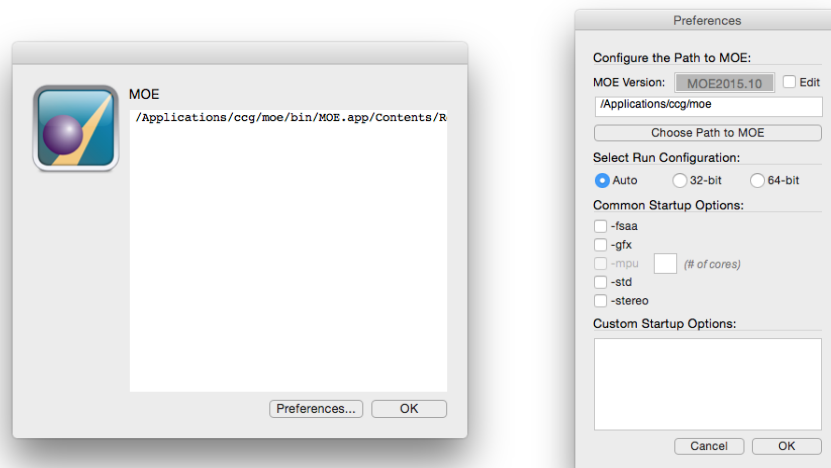 MOE
/Applications/ccg/moe/bin/MOE.app/Contents/R
Preferences... OK
Preferences
Configure the Path to MOE:
MOE Version: MOE2015.10 Edit
/Applications/ccg/moe
Choose Path to MOE
Select Run Configuration:
Auto 32-bit 64-bit
Common Startup Options:
-fsaa
-gfx
-mpu (# of cores)
-std
-stereo
Custom Startup Options:
Cancel OK